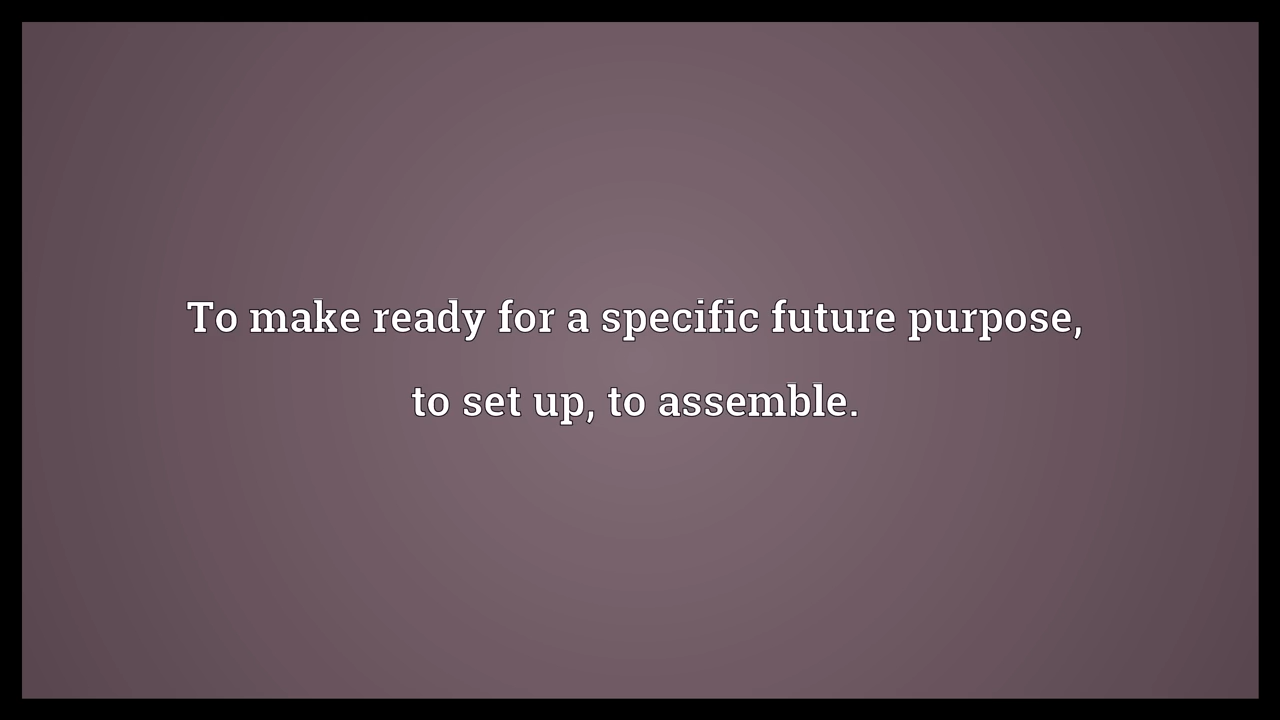 To make ready for a specific future purpose,
to set up, to assemble.